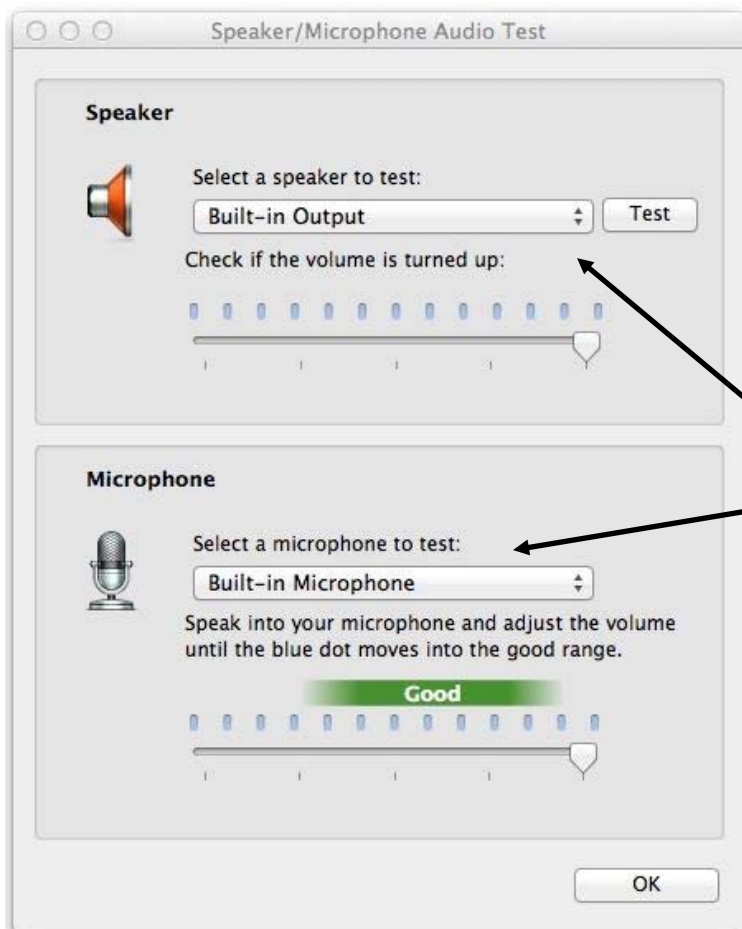 Speaker/Microphone Audio Test
Speaker
Select a speaker to test:
Built-in Output
Test
Check if the volume is turned up:
Microphone
Select a microphone to test:
Built-in Microphone
Speak into your microphone and adjust the volume
until the blue dot moves into the good range.
Good
OK